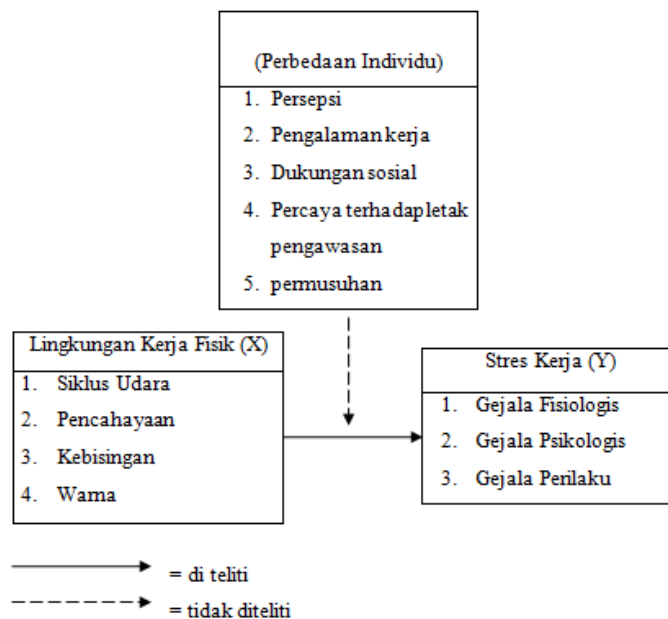 (Perbedaan Individu)
1. Persepsi
2. Pengalaman kerja
3. Dukungan sosial
4. Percaya terhadap letak
pengawasan
5. permusuhan
Lingkungan Kerja Fisik (X)
1. Siklus Udara
2. Pencahayaan
3. Kebisingan
4. Warna
Stres Kerja (Y)
1. Gejala Fisiologis
2. Gejala Psikologis
3. Gejala Perilaku
= di teliti
= tidak diteliti